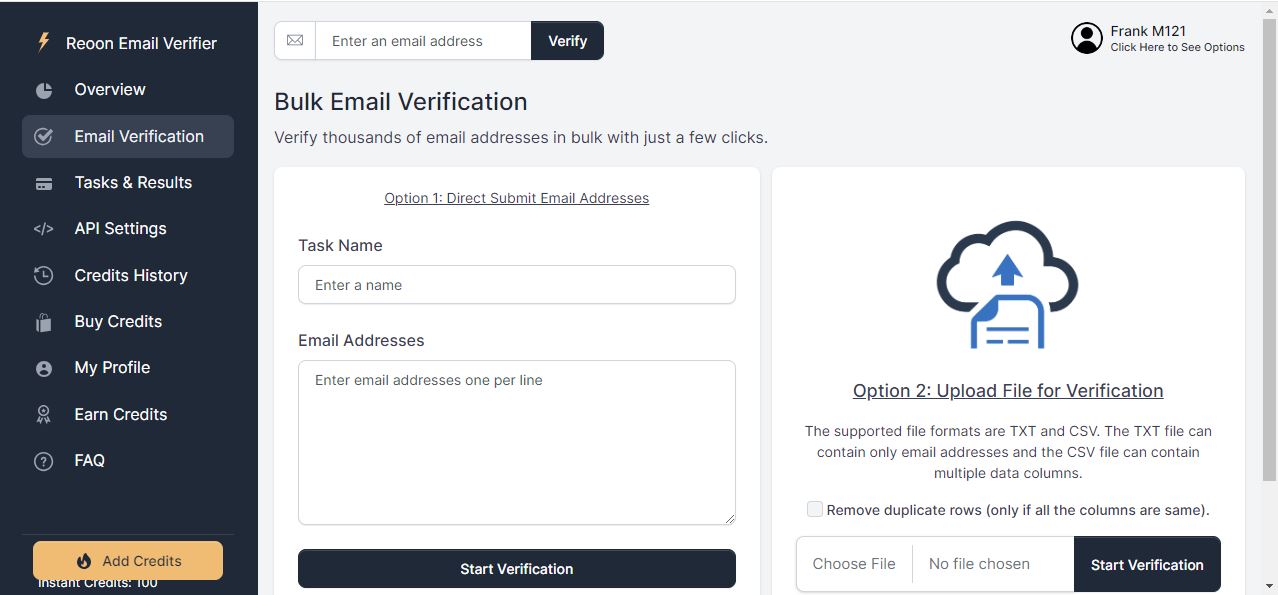 Reoon Email Verifier
Overview
Email Verification
Tasks & Results
API Settings
Credits History
Buy Credits
My Profile
Earn Credits
FAQ
Add Credits
Instant Credits: 100
Enter an email address
Verify
Frank M121
Click Here to See Options
Bulk Email Verification
Verify thousands of email addresses in bulk with just a few clicks.
Option 1: Direct Submit Email Addresses
Task Name
Enter a name
Email Addresses
Enter email addresses one per line
Start Verification
Option 2: Upload File for Verification
The supported file formats are TXT and CSV. The TXT file can
contain only email addresses and the CSV file can contain
multiple data columns.
Remove duplicate rows (only if all the columns are same).
Choose File
No file chosen
Start Verification